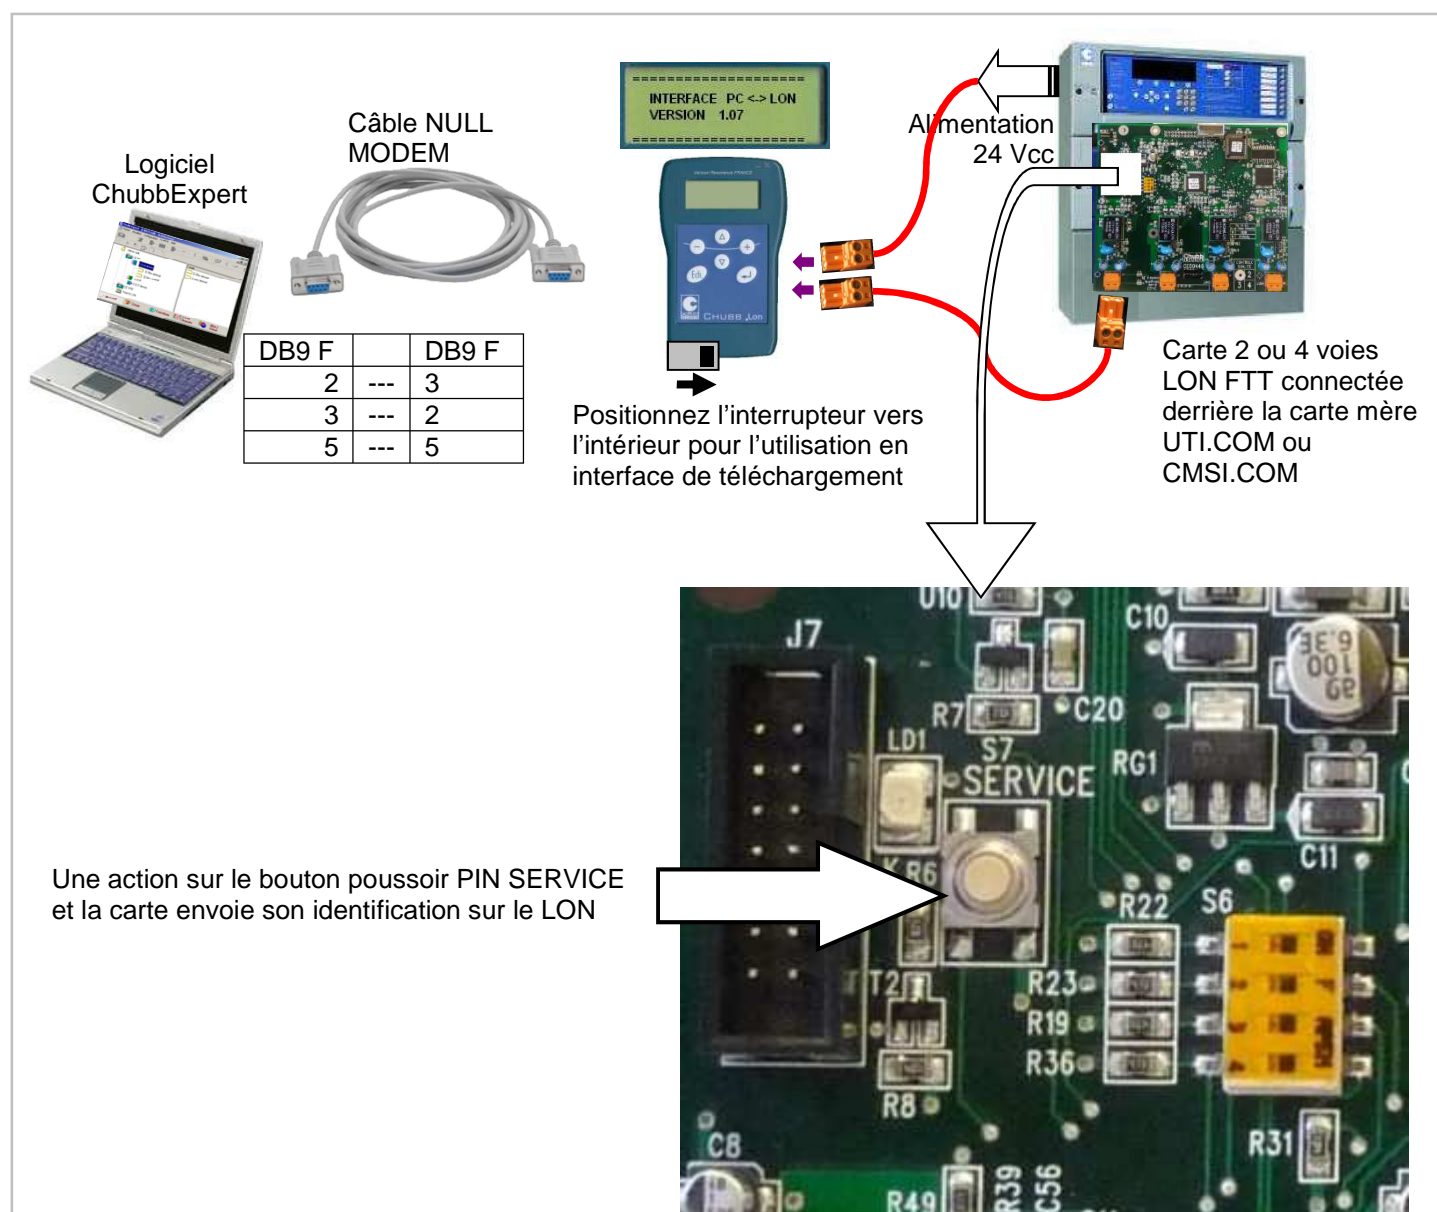 INTERFACE PC <-> LON
VERSION 1.07
Câble NULL
MODEM
Logiciel
ChubbExpert
Alimentation
24 Vcc
CHUBB Lon
DB9 F DB9 F
2 --- 3
3 --- 2
5 --- 5
Positionnez l’interrupteur vers
l’intérieur pour l’utilisation en
interface de téléchargement
Carte 2 ou 4 voies
LON FTT connectée
derrière la carte mère
UTI.COM ou
CMSI.COM
Une action sur le bouton poussoir PIN SERVICE
et la carte envoie son identification sur le LON
U10
C10
J7
6.3E
100
R7
C20
LD1
S7
SERVICE
RG1
C11
K
R6
R22
S6
T2
R23
R19
R36
R8
R31
C8
R49
R39
C56